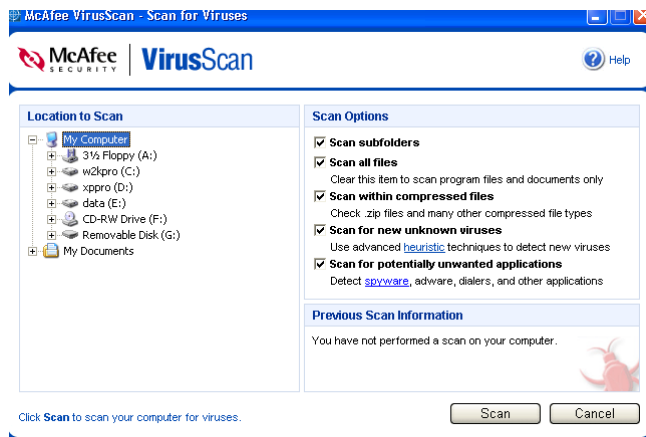 McAfee VirusScan - Scan for Viruses
McAfee SECURITY VirusScan
Help
Location to Scan
My Computer
3½ Floppy (A:)
w2kpro (C:)
xppro (D:)
data (E:)
CD-RW Drive (F:)
Removable Disk (G:)
My Documents
Scan Options
Scan subfolders
Scan all files
Clear this item to scan program files and documents only
Scan within compressed files
Check .zip files and many other compressed file types
Scan for new unknown viruses
Use advanced heuristic techniques to detect new viruses
Scan for potentially unwanted applications
Detect spyware, adware, dialers, and other applications
Previous Scan Information
You have not performed a scan on your computer.
Click Scan to scan your computer for viruses.
Scan
Cancel